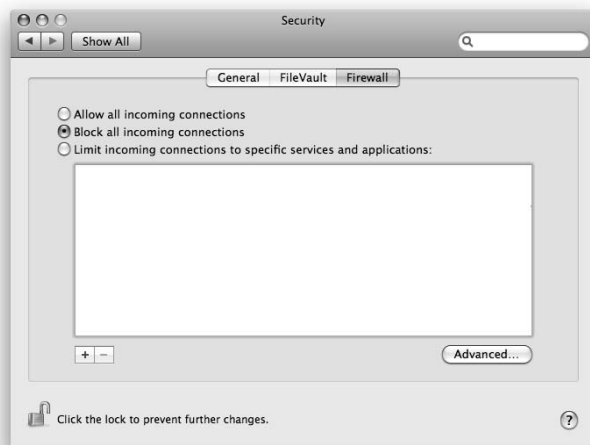 Security
Show All
General FileVault Firewall
Allow all incoming connections
Block all incoming connections
Limit incoming connections to specific services and applications:
+ −
Advanced...
Click the lock to prevent further changes.
?